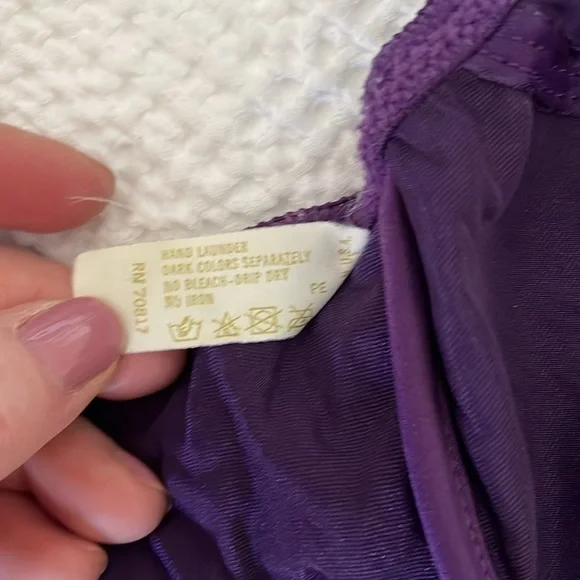 HAND LAUNDER
DARK COLORS SEPARATELY
NO BLEACH-DRIP DRY
NO IRON
RN 70817
PE